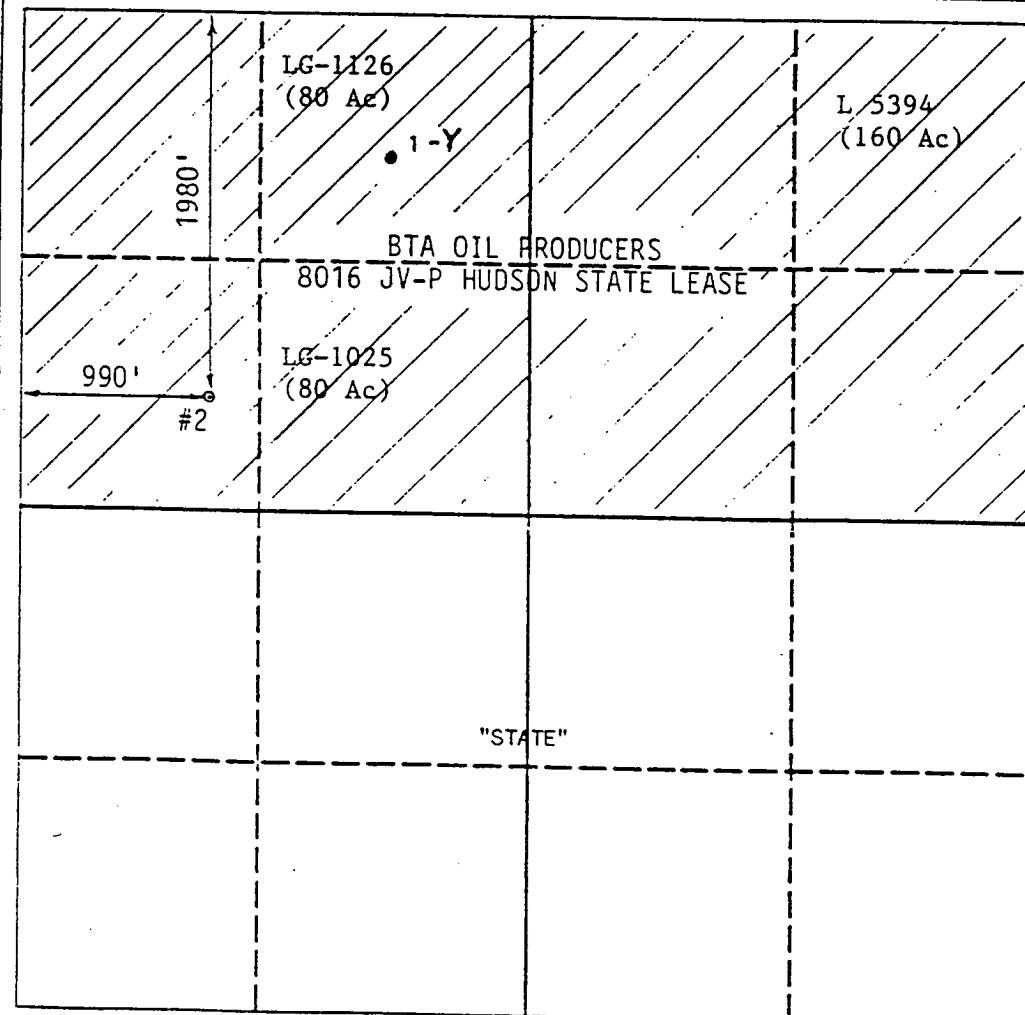 LG-1126
(80 Ac)
L 5394
(160 Ac)
1-Y
1980'
BTA OIL PRODUCERS
8016 JV-P HUDSON STATE LEASE
LG-1025
(80 Ac)
990'
#2
"STATE"